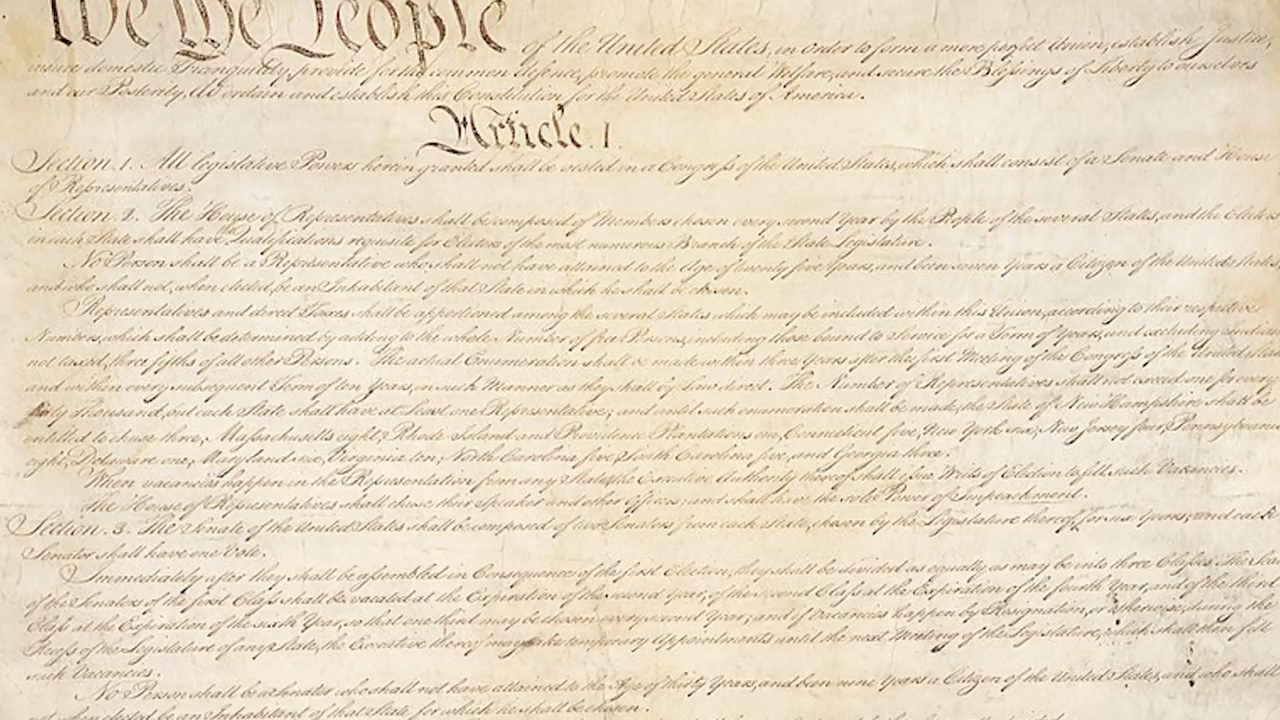 We the People of the United States, in Order to form a more perfect Union, establish Justice,
insure domestic Tranquility, provide for the common defence, promote the general Welfare, and secure the Blessings of Liberty to ourselves
and our Posterity, do ordain and establish this Constitution for the United States of America.
Article. I.
Section. 1. All legislative Powers herein granted shall be vested in a Congress of the United States, which shall consist of a Senate and House
of Representatives.
Section. 2. The House of Representatives shall be composed of Members chosen every second Year by the People of the several States, and the Electors
in each State shall have the Qualifications requisite for Electors of the most numerous Branch of the State Legislature.
No Person shall be a Representative who shall not have attained to the Age of twenty five Years, and been seven Years a Citizen of the United States,
and who shall not, when elected, be an Inhabitant of that State in which he shall be chosen.
Representatives and direct Taxes shall be apportioned among the several States which may be included within this Union, according to their respective
Numbers, which shall be determined by adding to the whole Number of free Persons, including those bound to Service for a Term of Years, and excluding Indians
not taxed, three fifths of all other Persons. The actual Enumeration shall be made within three Years after the first Meeting of the Congress of the United States,
and within every subsequent Term of ten Years, in such Manner as they shall by Law direct. The Number of Representatives shall not exceed one for every
thirty Thousand, but each State shall have at Least one Representative; and until such enumeration shall be made, the State of New Hampshire shall be
entitled to chuse three, Massachusetts eight, Rhode Island and Providence Plantations one, Connecticut five, New York six, New Jersey four, Pennsylvania
eight, Delaware one, Maryland six, Virginia ten, North Carolina five, South Carolina five, and Georgia three.
When vacancies happen in the Representation from any State, the Executive Authority thereof shall issue Writs of Election to fill such Vacancies.
The House of Representatives shall chuse their Speaker and other Officers; and shall have the sole Power of Impeachment.
Section. 3. The Senate of the United States shall be composed of two Senators from each State, chosen by the Legislature thereof, for six Years; and each
Senator shall have one Vote.
Immediately after they shall be assembled in Consequence of the first Election, they shall be divided as equally as may be into three Classes. The Seats
of the Senators of the first Class shall be vacated at the Expiration of the second Year, of the second Class at the Expiration of the fourth Year, and of the third
Class at the Expiration of the sixth Year, so that one third may be chosen every second Year; and if Vacancies happen by Resignation, or otherwise, during the
Recess of the Legislature of any State, the Executive thereof may make temporary Appointments until the next Meeting of the Legislature, which shall then fill
such Vacancies.
No Person shall be a Senator who shall not have attained to the Age of thirty Years, and been nine Years a Citizen of the United States, and who shall
not, when elected, be an Inhabitant of that State for which he shall be chosen.